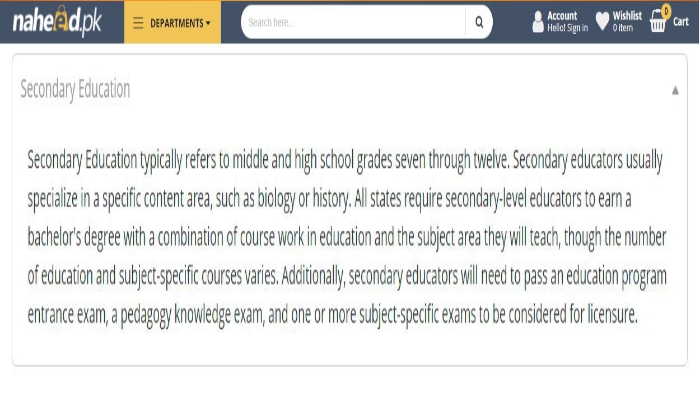 naheed.pk
DEPARTMENTS
Search here...
Account
Hello! Sign in
Wishlist
0 item
0
Cart
Secondary Education
Secondary Education typically refers to middle and high school grades seven through twelve. Secondary educators usually
specialize in a specific content area, such as biology or history. All states require secondary-level educators to earn a
bachelor's degree with a combination of course work in education and the subject area they will teach, though the number
of education and subject-specific courses varies. Additionally, secondary educators will need to pass an education program
entrance exam, a pedagogy knowledge exam, and one or more subject-specific exams to be considered for licensure.